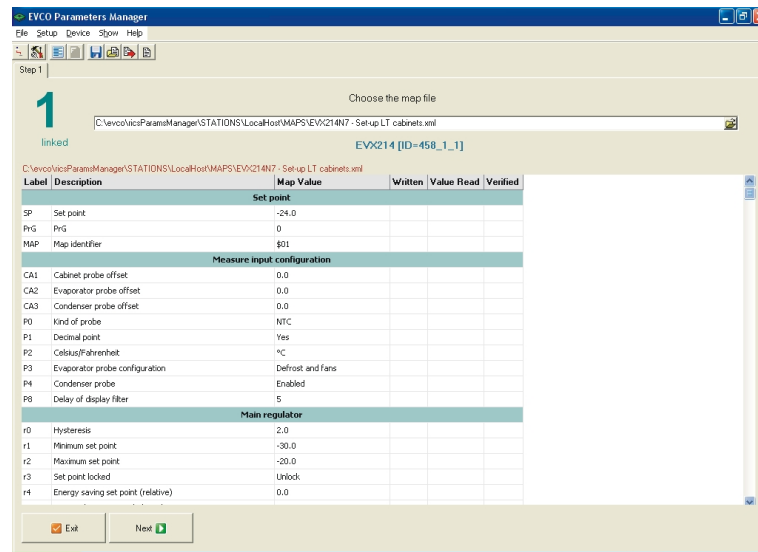 EVCO Parameters Manager
File Setup Device Show Help
Step 1
1
linked
Choose the map file
C:\evco\ricsParamsManager\STATIONS\LocalHost\MAPS\EVX214N7 - Set-up LT cabinets.xml
EVX214 [ID=458_1_1]
C:\evco\ricsParamsManager\STATIONS\LocalHost\MAPS\EVX214N7 - Set-up LT cabinets.xml
Label Description Map Value Written Value Read Verified
Set point
SP Set point -24.0
PrG PrG 0
MAP Map identifier $01
Measure input configuration
CA1 Cabinet probe offset 0.0
CA2 Evaporator probe offset 0.0
CA3 Condenser probe offset 0.0
P0 Kind of probe NTC
P1 Decimal point Yes
P2 Celsius/Fahrenheit °C
P3 Evaporator probe configuration Defrost and fans
P4 Condenser probe Enabled
P8 Delay of display filter 5
Main regulator
r0 Hysteresis 2.0
r1 Minimum set point -30.0
r2 Maximum set point -20.0
r3 Set point locked Unlock
r4 Energy saving set point (relative) 0.0
Exit Next